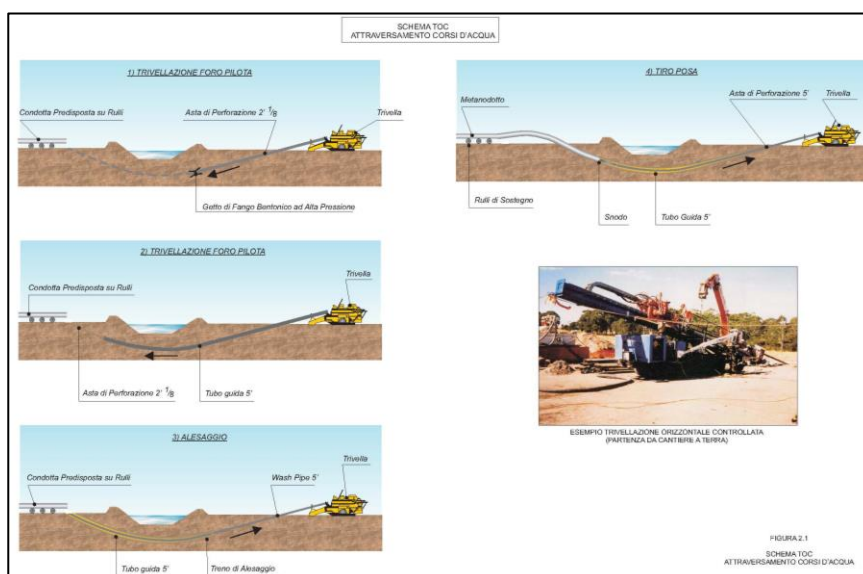 SCHEMA TOC
ATTRAVERSAMENTO CORSI D'ACQUA
1) TRIVELLAZIONE FORO PILOTA
Condotta Predisposta su Rulli
Asta di Perforazione 2' 1/8
Trivella
Getto di Fango Bentonico ad Alta Pressione
2) TRIVELLAZIONE FORO PILOTA
Trivella
Condotta Predisposta su Rulli
Asta di Perforazione 2' 1/8
Tubo guida 5'
3) ALESAGGIO
Trivella
Condotta Predisposta su Rulli
Wash Pipe 5'
Tubo guida 5'
Treno di Alesaggio
4) TIRO POSA
Asta di Perforazione 5'
Trivella
Metanodotto
Rulli di Sostegno
Snodo
Tubo Guida 5'
ESEMPIO TRIVELLAZIONE ORIZZONTALE CONTROLLATA
(PARTENZA DA CANTIERE A TERRA)
FIGURA 2.1
SCHEMA TOC
ATTRAVERSAMENTO CORSI D'ACQUA